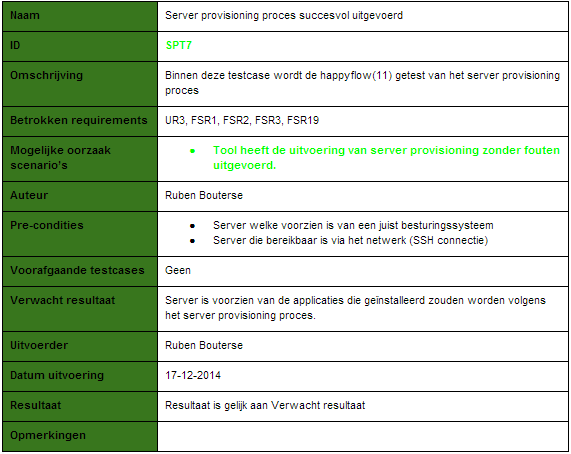 Naam Server provisioning proces succesvol uitgevoerd
ID SPT7
Omschrijving Binnen deze testcase wordt de happyflow(11) getest van het server provisioning
proces
Betrokken requirements UR3, FSR1, FSR2, FSR3, FSR19
Mogelijke oorzaak
scenario's
● Tool heeft de uitvoering van server provisioning zonder fouten
uitgevoerd.
Auteur Ruben Bouterse
Pre-condities ● Server welke voorzien is van een juist besturingssysteem
● Server die bereikbaar is via het netwerk (SSH connectie)
Voorafgaande testcases Geen
Verwacht resultaat Server is voorzien van de applicaties die geïnstalleerd zouden worden volgens
het server provisioning proces.
Uitvoerder Ruben Bouterse
Datum uitvoering 17-12-2014
Resultaat Resultaat is gelijk aan Verwacht resultaat
Opmerkingen